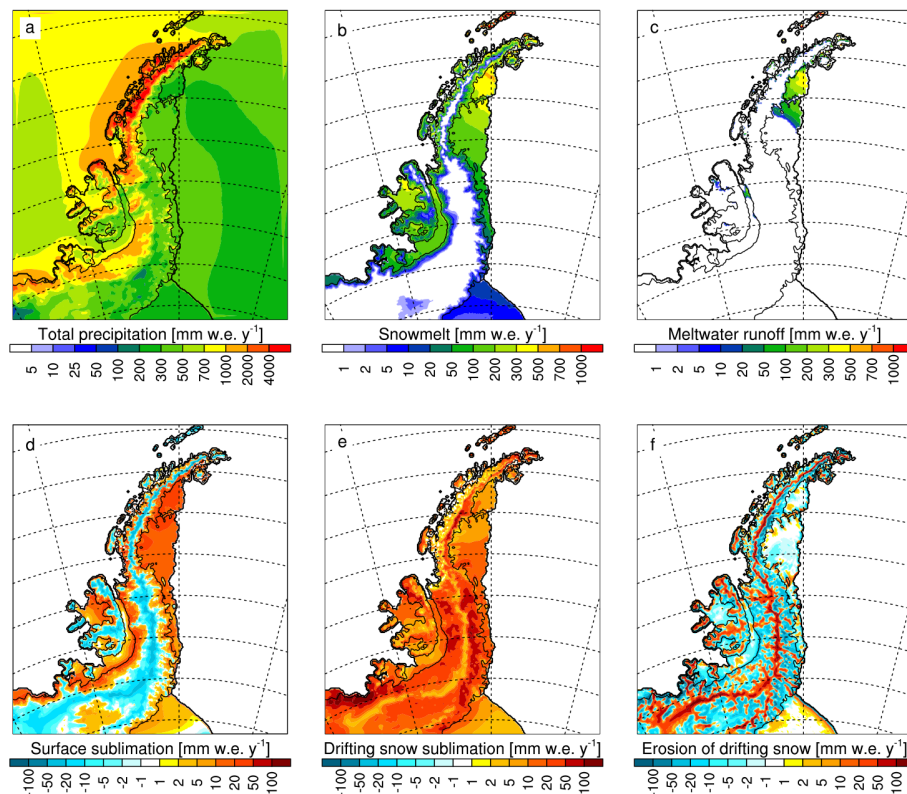 a
b
c
Total precipitation [mm w.e. y⁻¹]
Snowmelt [mm w.e. y⁻¹]
Meltwater runoff [mm w.e. y⁻¹]
5 25 50 100 200 300 500 700 1000 2000 4000
1 2 5 10 20 50 100 200 300 500 1000
1 2 5 10 20 50 100 200 300 500 700 1000
d
e
f
Surface sublimation [mm w.e. y⁻¹]
Drifting snow sublimation [mm w.e. y⁻¹]
Erosion of drifting snow [mm w.e. y⁻¹]
-100 -50 -20 -10 -5 -2 -1 1 2 5 10 20 50 100
-100 -50 -20 -10 -5 -2 -1 1 2 5 10 20 50 100
-100 -50 -20 -10 -5 -2 -1 1 2 5 10 20 50 100